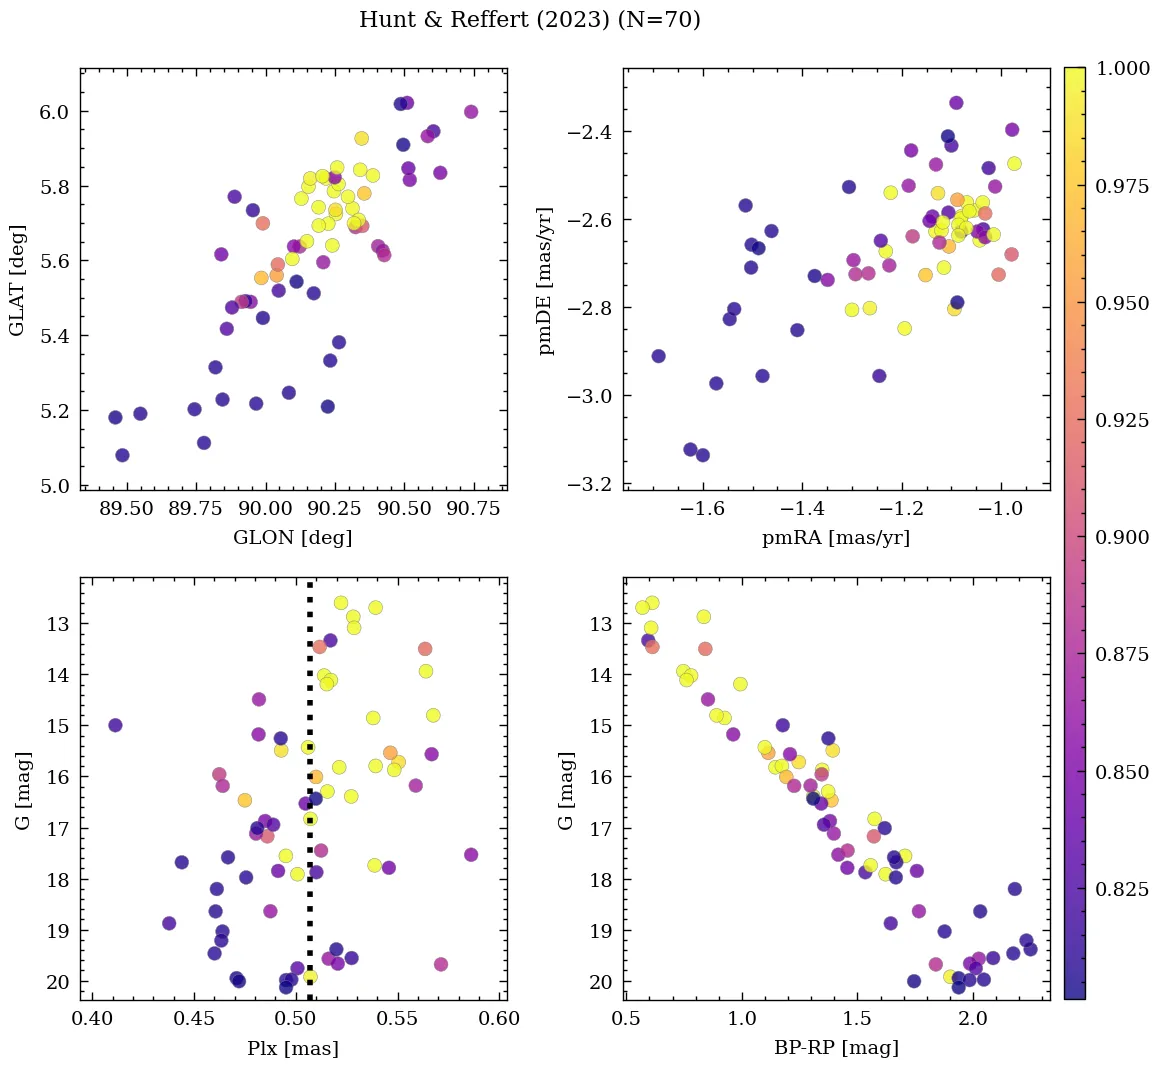 Hunt & Reffert (2023) (N=70)
6.0
5.8
5.6
5.4
5.2
5.0
GLAT [deg]
89.50 89.75 90.00 90.25 90.50 90.75
GLON [deg]
−2.4
−2.6
−2.8
−3.0
−3.2
pmDE [mas/yr]
−1.6 −1.4 −1.2 −1.0
pmRA [mas/yr]
13
14
15
16
17
18
19
20
G [mag]
0.40 0.45 0.50 0.55 0.60
Plx [mas]
13
14
15
16
17
18
19
20
G [mag]
0.5 1.0 1.5 2.0
BP-RP [mag]
1.000
0.975
0.950
0.925
0.900
0.875
0.850
0.825